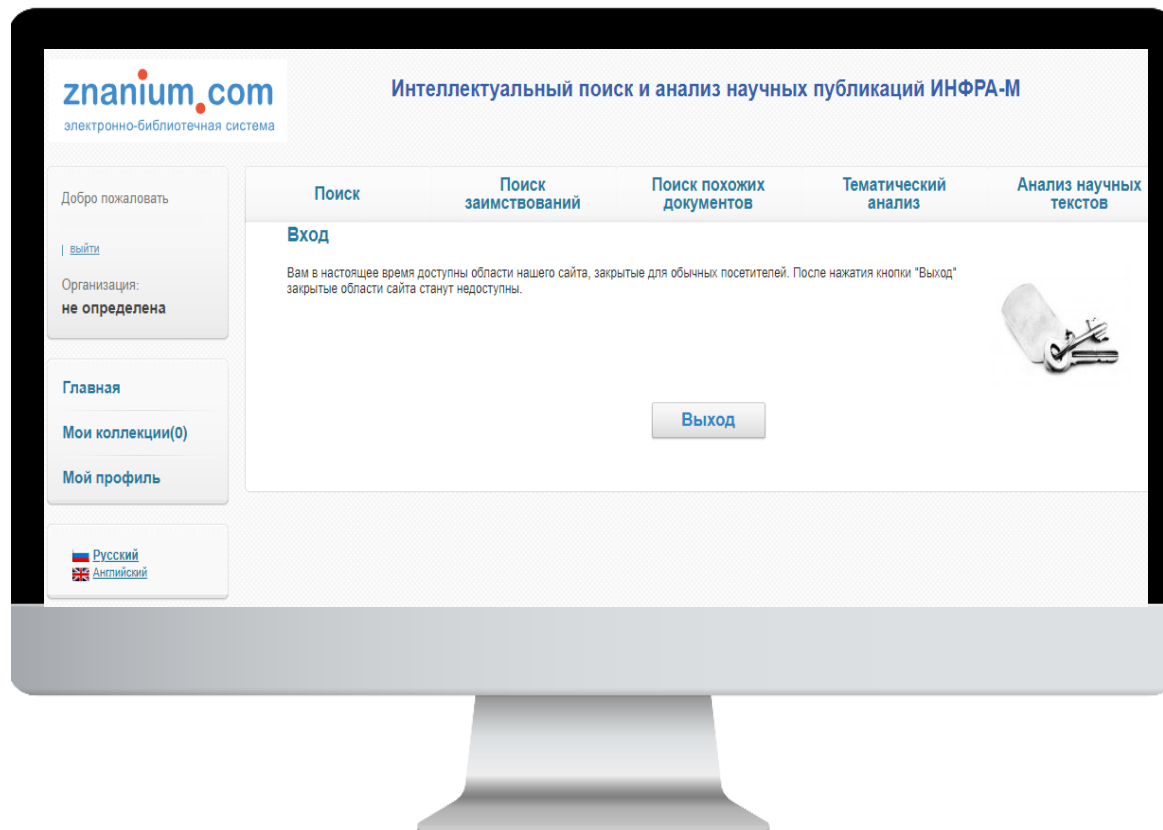 znanium.com
электронно-библиотечная система
Интеллектуальный поиск и анализ научных публикаций ИНФРА-М
Добро пожаловать
| выйти
Организация:
не определена
Главная
Мои коллекции(0)
Мой профиль
Русский
Английский
Поиск
Поиск
заимствований
Поиск похожих
документов
Тематический
анализ
Анализ научных
текстов
Вход
Вам в настоящее время доступны области нашего сайта, закрытые для обычных посетителей. После нажатия кнопки "Выход"
закрытые области сайта станут недоступны.
Выход